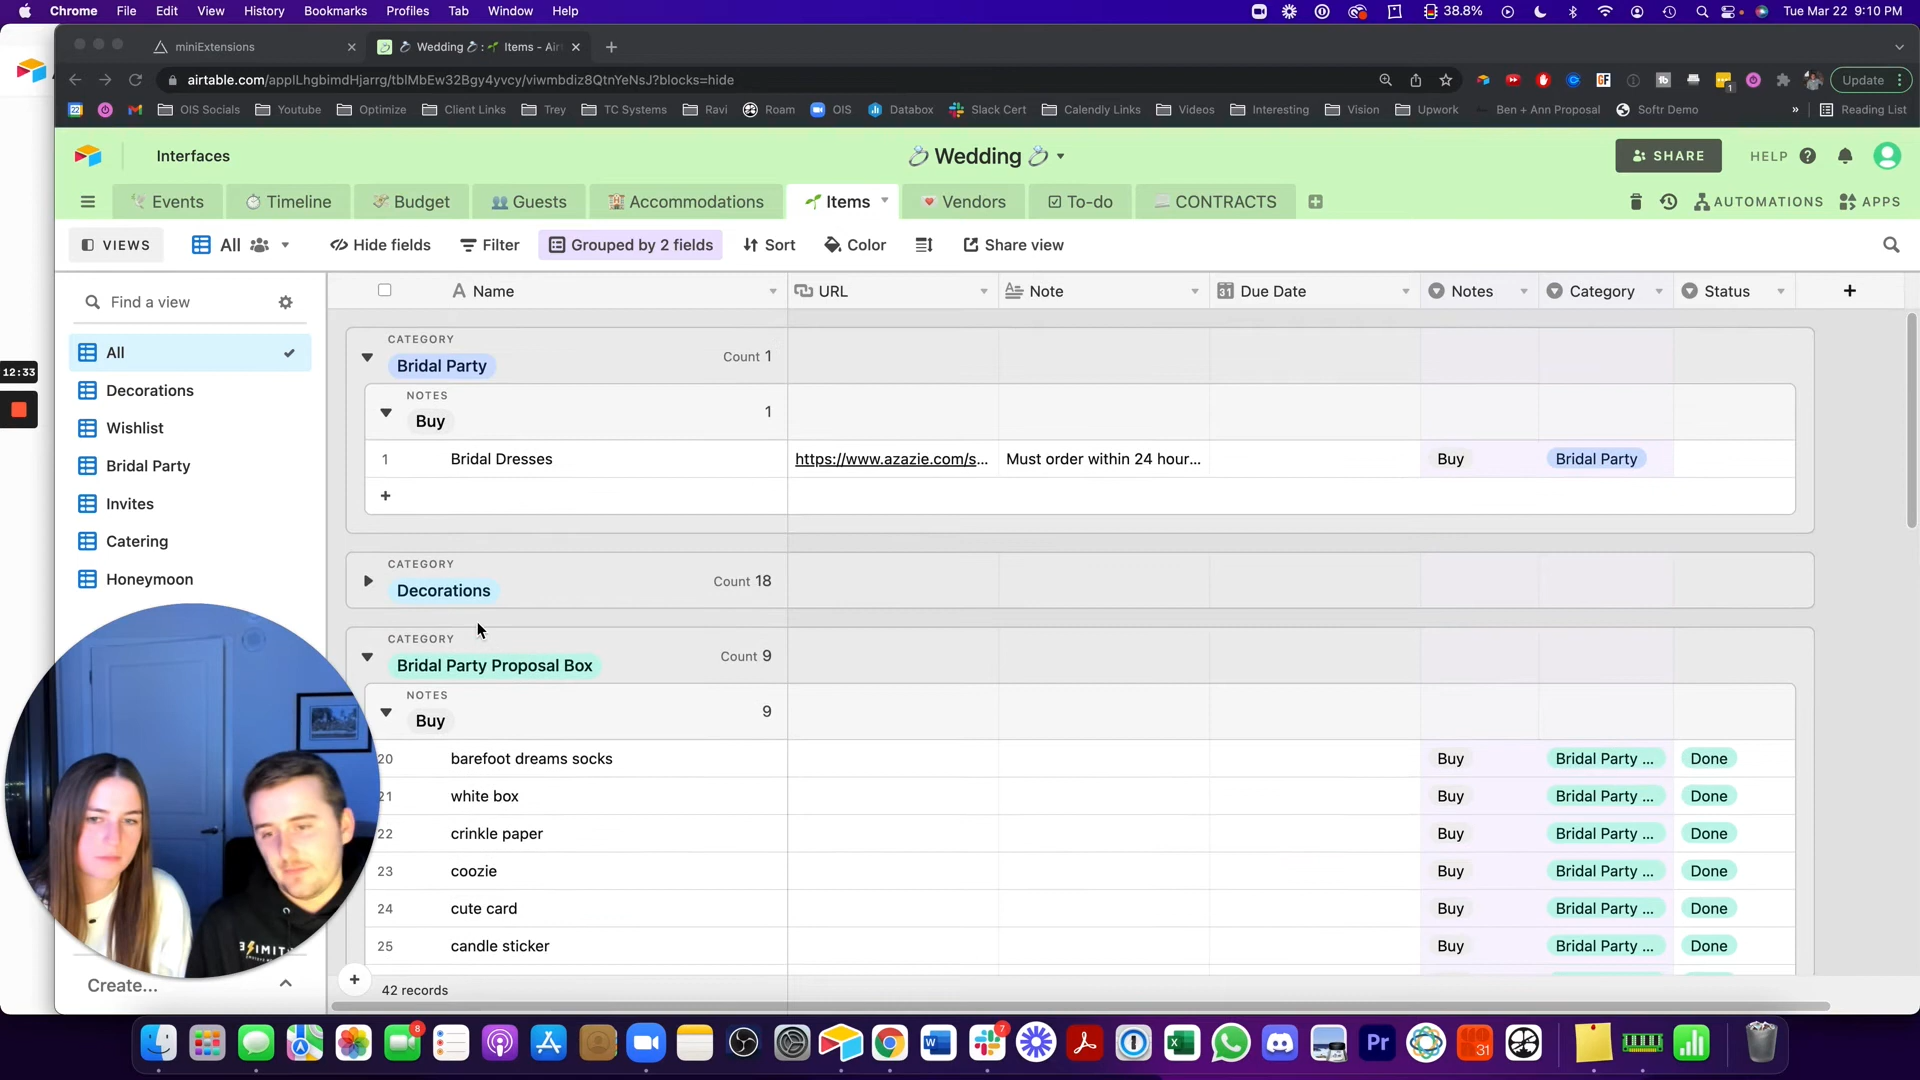 Chrome File Edit View History Bookmarks Profiles Tab Window Help 38.8% Tue Mar 22 9:10 PM
miniExtensions Wedding : Items - Air
airtable.com/applLhgbimdHjarrg/tblMbEw32Bgy4yvcy/viwmbdiz8QtnYeNsJ?blocks=hide Update
OIS Socials Youtube Optimize Client Links Trey TC Systems Ravi Roam OIS Databox Slack Cert Calendly Links Videos Interesting Vision Upwork Ben + Ann Proposal Softr Demo » Reading List
Interfaces Wedding SHARE HELP
Events Timeline Budget Guests Accommodations Items Vendors To-do CONTRACTS AUTOMATIONS APPS
VIEWS All Hide fields Filter Grouped by 2 fields Sort Color Share view
Find a view
All
Decorations
Wishlist
Bridal Party
Invites
Catering
Honeymoon
Create...
12:33
Name URL Note Due Date Notes Category Status
CATEGORY
Bridal Party Count 1
NOTES
Buy 1
1 Bridal Dresses https://www.azazie.com/s... Must order within 24 hour... Buy Bridal Party
CATEGORY
Decorations Count 18
CATEGORY
Bridal Party Proposal Box Count 9
NOTES
Buy 9
20 barefoot dreams socks Buy Bridal Party ... Done
21 white box Buy Bridal Party ... Done
22 crinkle paper Buy Bridal Party ... Done
23 coozie Buy Bridal Party ... Done
24 cute card Buy Bridal Party ... Done
25 candle sticker Buy Bridal Party ... Done
42 records
8 7 31 Pr